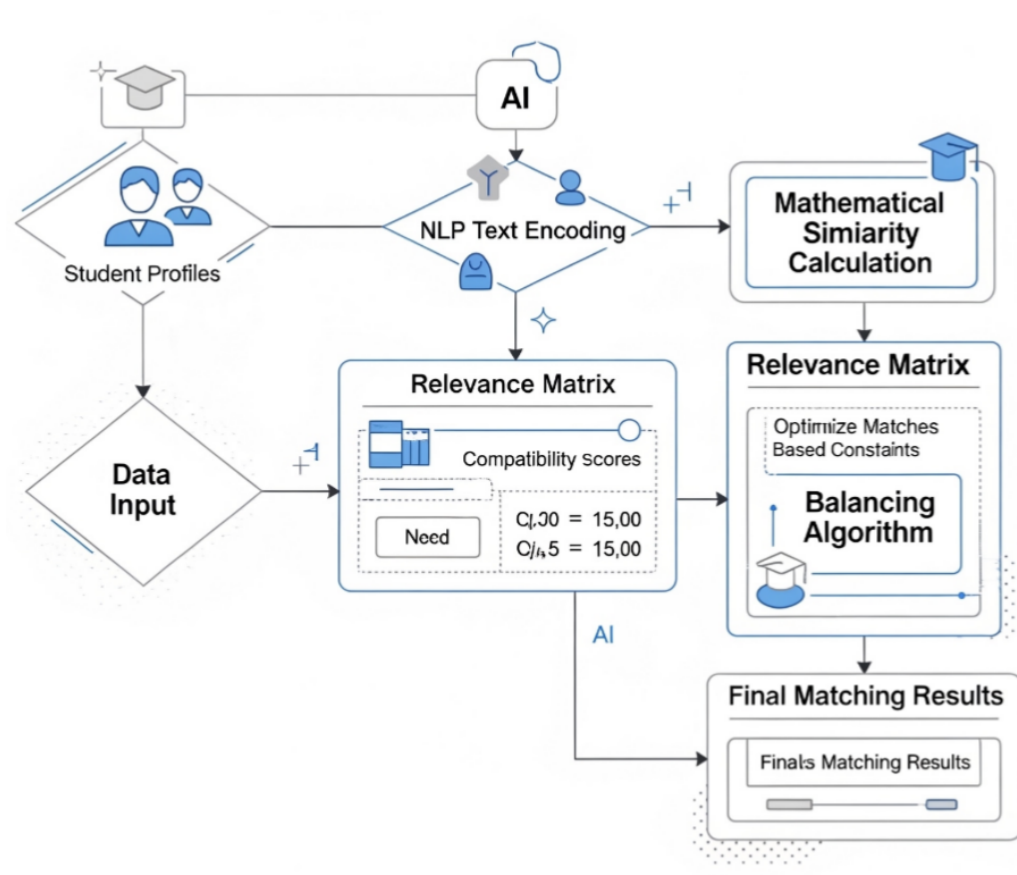 AI
Student Profiles
NLP Text Encoding
Mathematical
Simiarity
Calculation
Data
Input
Relevance Matrix
Compatibility Scores
Need
= 15,00
= 15,00
AI
Relevance Matrix
Optimize Matches
Based Constaints
Balancing
Algorithm
Final Matching Results
Matching Results